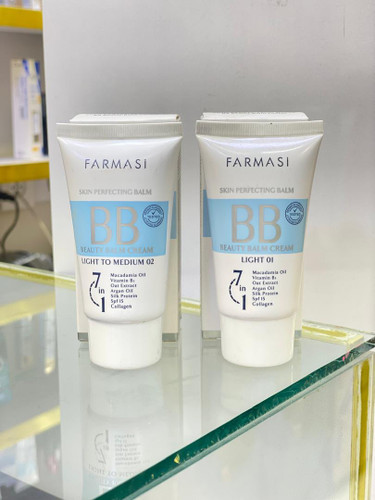 FARMASİ
SKIN PERFECTING BALM
BB
BEAUTY BALM CREAM
LIGHT TO MEDIUM 02
7 in 1
Macadamia Oil
Vitamin B5
Oat Extract
Argan Oil
Silk Protein
Spf 15
Collagen
FARMASİ
SKIN PERFECTING BALM
BB
BEAUTY BALM CREAM
LIGHT 01
7 in 1
Macadamia Oil
Vitamin B5
Oat Extract
Argan Oil
Silk Protein
Spf 15
Collagen